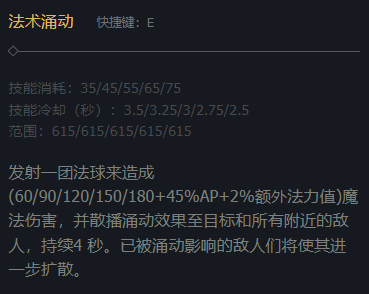 法术涌动 快捷键：E
技能消耗：35/45/55/65/75
技能冷却（秒）：3.5/3.25/3/2.75/2.5
范围：615/615/615/615/615
发射一团法球来造成
(60/90/120/150/180+45%AP+2%额外法力值)魔
法伤害，并散播涌动效果至目标和所有附近的敌
人，持续4 秒。已被涌动影响的敌人们将使其进
一步扩散。